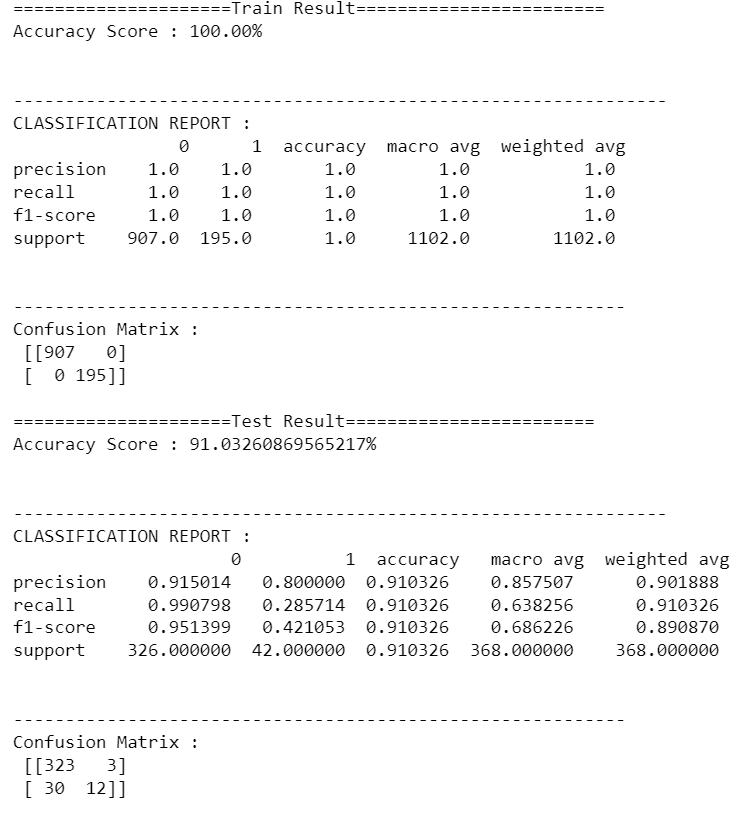 =====================Train Result========================
Accuracy Score : 100.00%
---------------------------------------------------------------
CLASSIFICATION REPORT :
0 1 accuracy macro avg weighted avg
precision 1.0 1.0 1.0 1.0 1.0
recall 1.0 1.0 1.0 1.0 1.0
f1-score 1.0 1.0 1.0 1.0 1.0
support 907.0 195.0 1.0 1102.0 1102.0
-----------------------------------------------------------
Confusion Matrix :
[[907 0]
[ 0 195]]
=====================Test Result========================
Accuracy Score : 91.03260869565217%
---------------------------------------------------------------
CLASSIFICATION REPORT :
0 1 accuracy macro avg weighted avg
precision 0.915014 0.800000 0.910326 0.857507 0.901888
recall 0.990798 0.285714 0.910326 0.638256 0.910326
f1-score 0.951399 0.421053 0.910326 0.686226 0.890870
support 326.000000 42.000000 0.910326 368.000000 368.000000
-----------------------------------------------------------
Confusion Matrix :
[[323 3]
[ 30 12]]